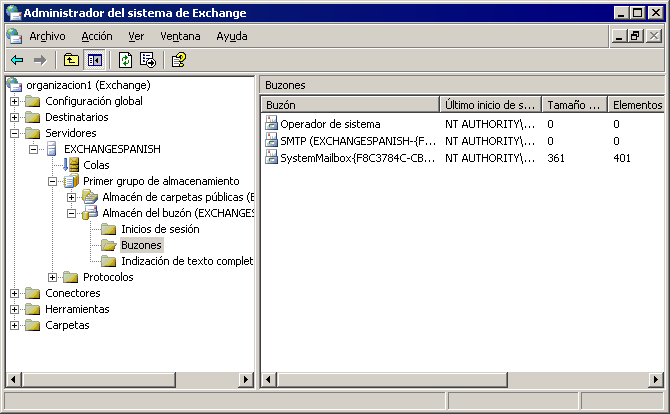 Administrador del sistema de Exchange
Archivo Acción Ver Ventana Ayuda
organizacion1 (Exchange)
Configuración global
Destinatarios
Servidores
EXCHANGESPANISH
Colas
Primer grupo de almacenamiento
Almacén de carpetas públicas (E
Almacén del buzón (EXCHANGES
Inicios de sesión
Buzones
Indización de texto complet
Protocolos
Conectores
Herramientas
Carpetas
Buzones
Buzón Último inicio de s... Tamaño ... Elementos
Operador de sistema NT AUTHORITY\... 0 0
SMTP (EXCHANGESPANISH-{F... NT AUTHORITY\... 0 0
SystemMailbox{F8C3784C-CB... NT AUTHORITY\... 361 401